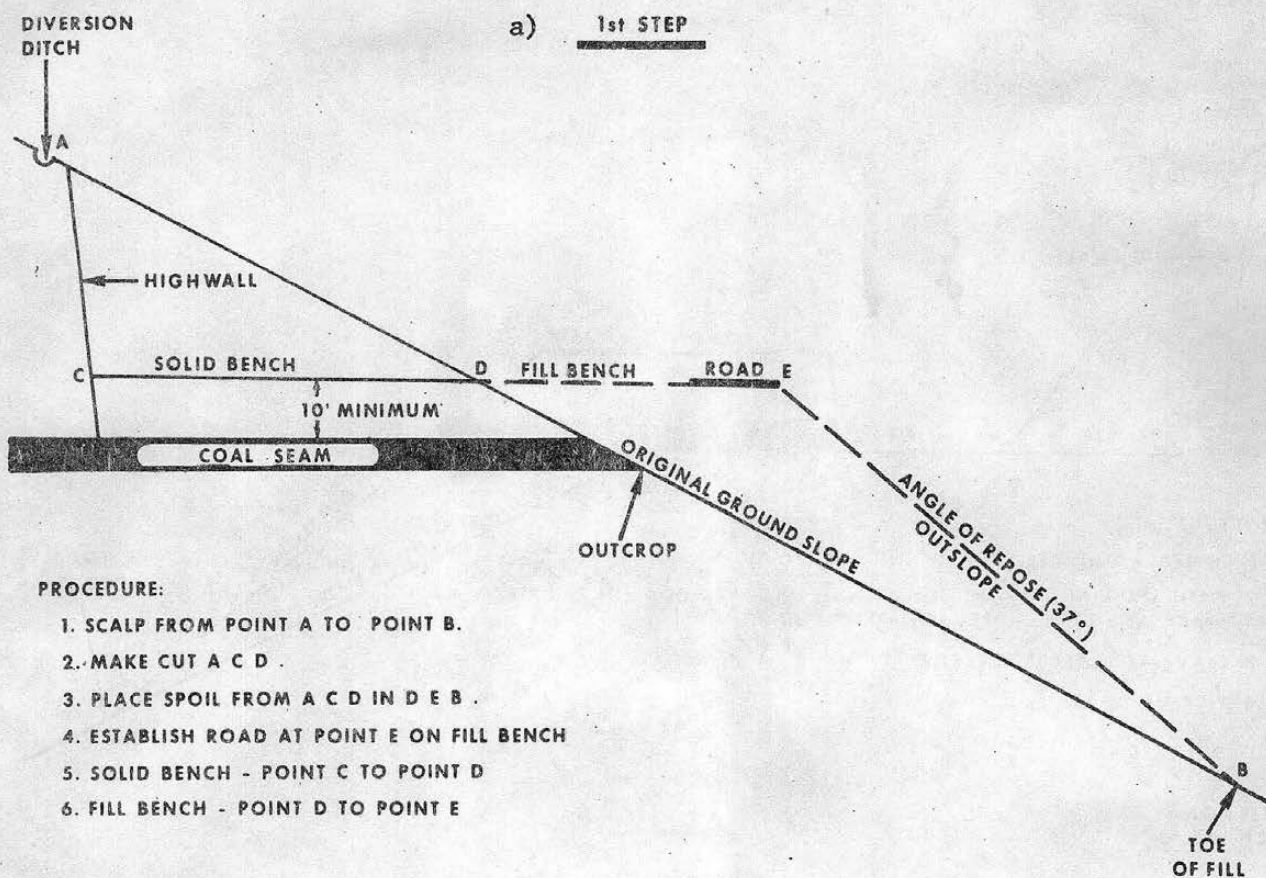 DIVERSION
DITCH
a) 1st STEP
A
HIGHWALL
C
SOLID BENCH
D
FILL BENCH
ROAD
E
10' MINIMUM
COAL SEAM
ORIGINAL GROUND SLOPE
ANGLE OF REPOSE (37°)
OUTSLOPE
OUTCROP
PROCEDURE:
1. SCALP FROM POINT A TO POINT B.
2. MAKE CUT A C D .
3. PLACE SPOIL FROM A C D IN D E B .
4. ESTABLISH ROAD AT POINT E ON FILL BENCH
5. SOLID BENCH - POINT C TO POINT D
6. FILL BENCH - POINT D TO POINT E
B
TOE
OF FILL